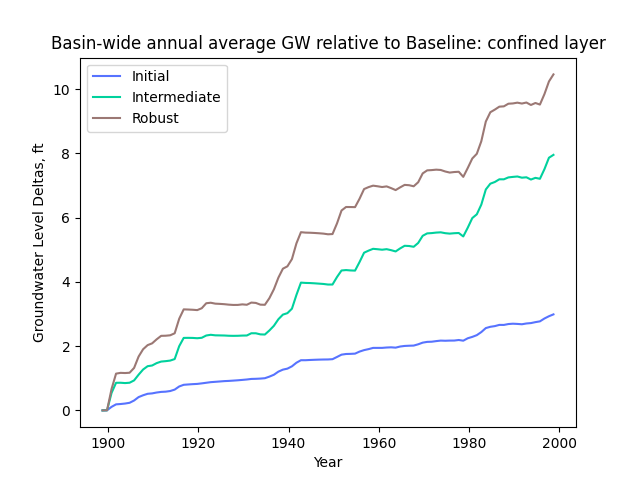 Basin-wide annual average GW relative to Baseline: confined layer
Initial
Intermediate
Robust
Groundwater Level Deltas, ft
10
8
6
4
2
0
1900 1920 1940 1960 1980 2000
Year